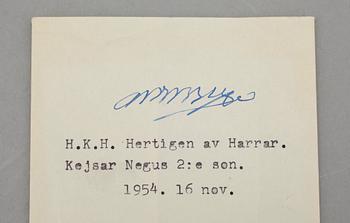 H.K.H. Hertigen av Harrar.
Kejsar Negus 2:e son.
1954. 16 nov.